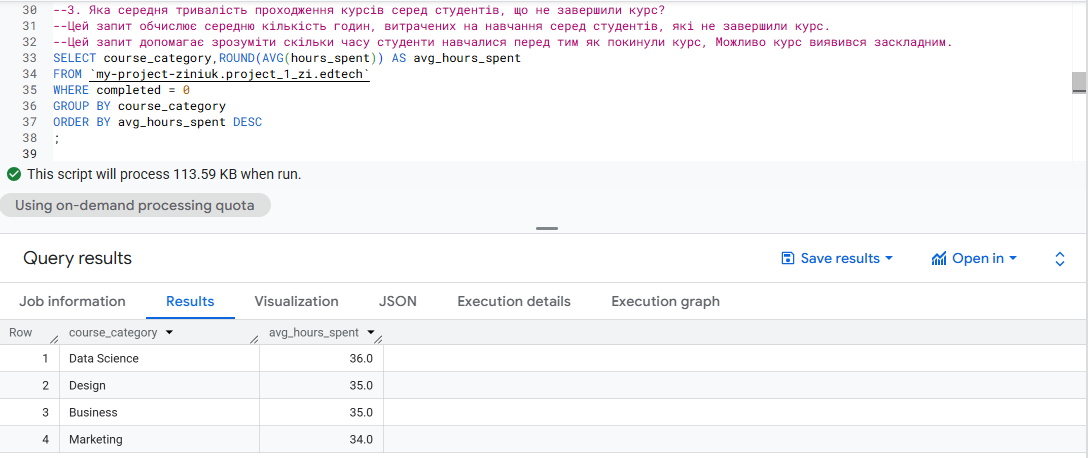 30 --3. Яка середня тривалість проходження курсів серед студентів, що не завершили курс?
31 --Цей запит обчислює середню кількість годин, витрачених на навчання серед студентів, які не завершили курс.
32 --Цей запит допомагає зрозуміти скільки часу студенти навчалися перед тим як покинули курс, Можливо курс виявився заскладним.
33 SELECT course_category,ROUND(AVG(hours_spent)) AS avg_hours_spent
34 FROM `my-project-ziniuk.project_1_zi.edtech`
35 WHERE completed = 0
36 GROUP BY course_category
37 ORDER BY avg_hours_spent DESC
38 ;
39
This script will process 113.59 KB when run.
Using on-demand processing quota
Query results
Save results
Open in
Job information Results Visualization JSON Execution details Execution graph
Row course_category avg_hours_spent
1 Data Science 36.0
2 Design 35.0
3 Business 35.0
4 Marketing 34.0